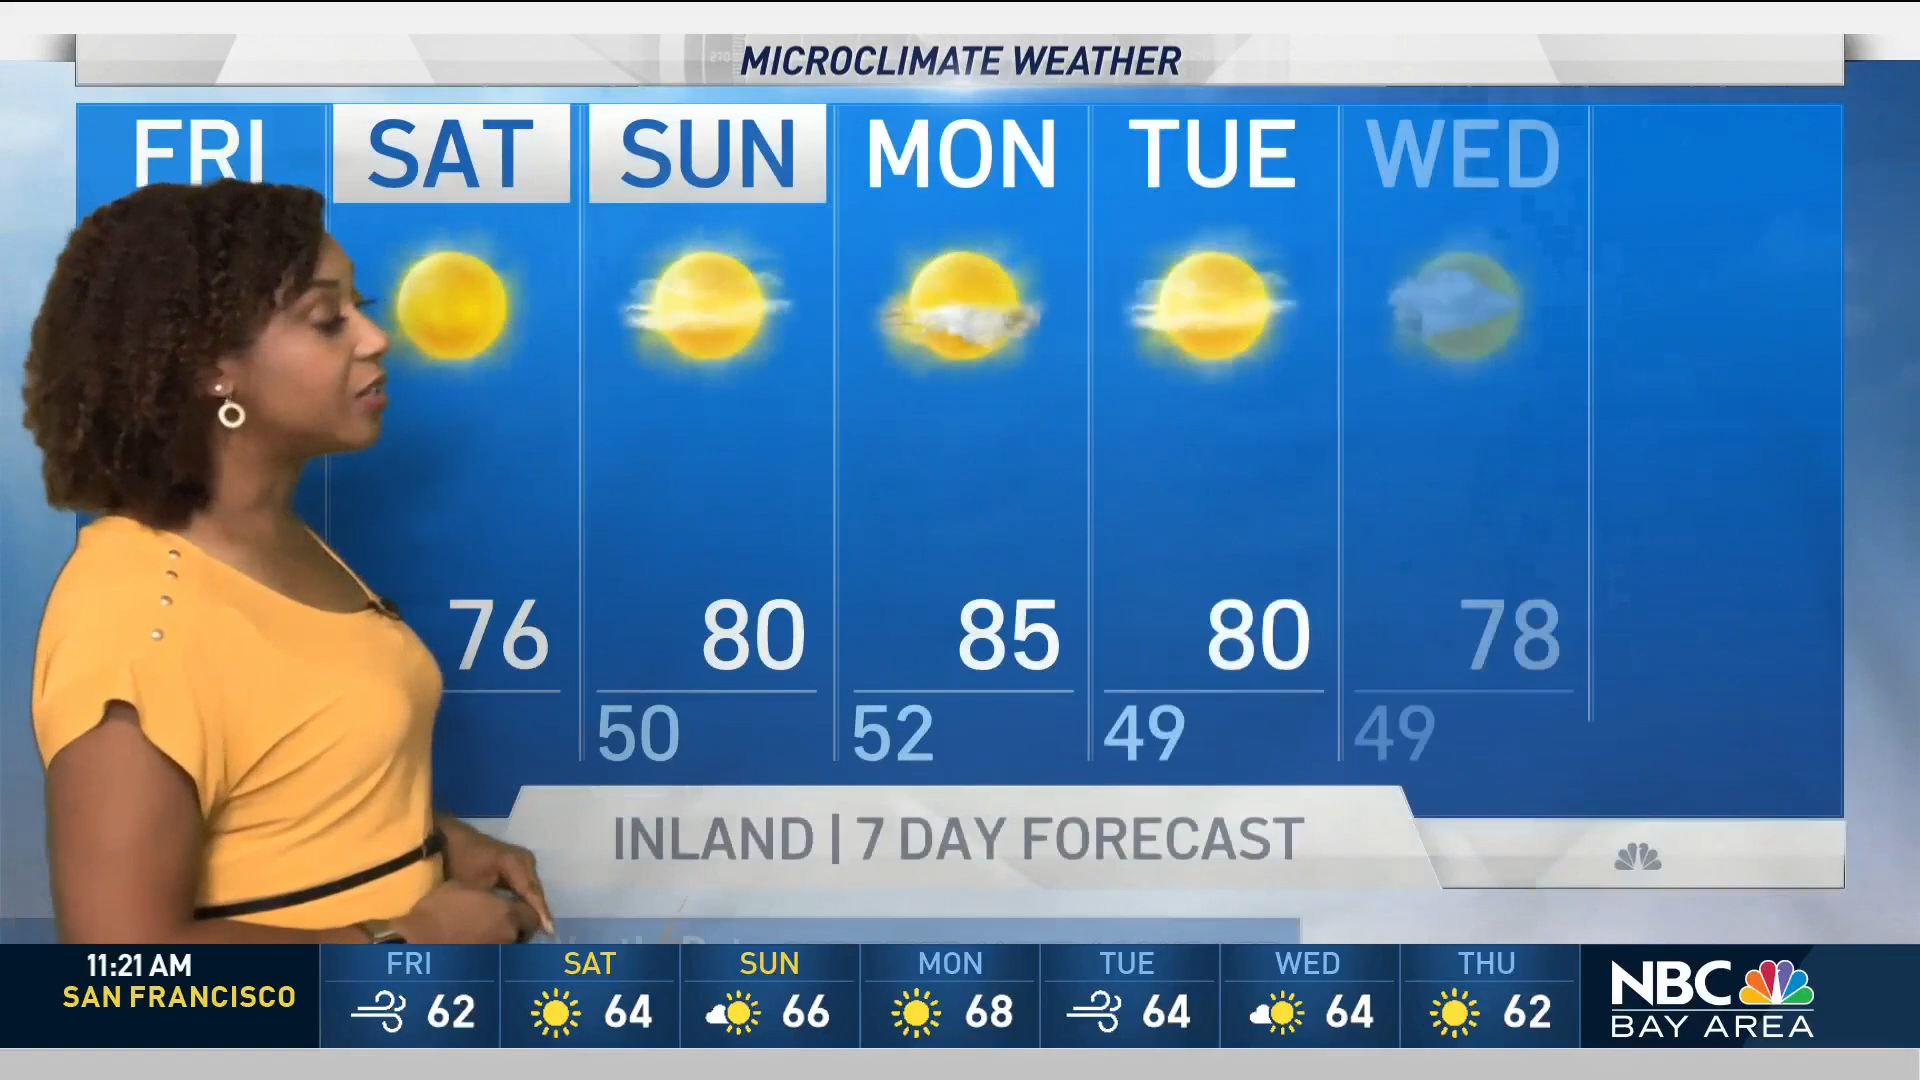 MICROCLIMATE WEATHER
FRI SAT SUN MON TUE WED
76 80 85 80 78
50 52 49 49
INLAND | 7 DAY FORECAST
11:21 AM
SAN FRANCISCO
FRI SAT SUN MON TUE WED THU
62 64 66 68 64 64 62
NBC
BAY AREA